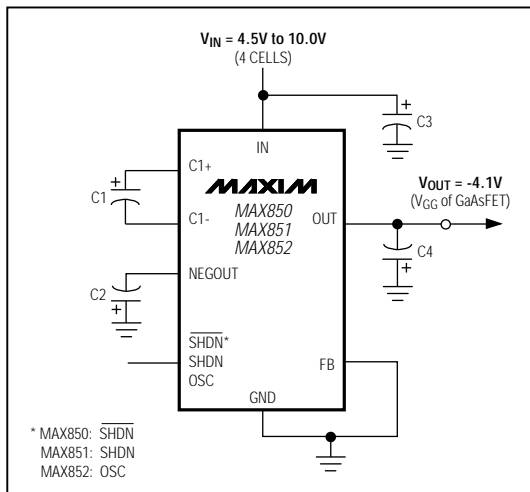 VIN = 4.5V to 10.0V
(4 CELLS)
+
C3
IN
C1+
+
C1
C1-
MAXIM
MAX850
MAX851
MAX852
OUT
VOUT = -4.1V
(VGG of GaAsFET)
C4
+
NEGOUT
C2
+
SHDN*
SHDN
OSC
FB
GND
* MAX850: SHDN
MAX851: SHDN
MAX852: OSC